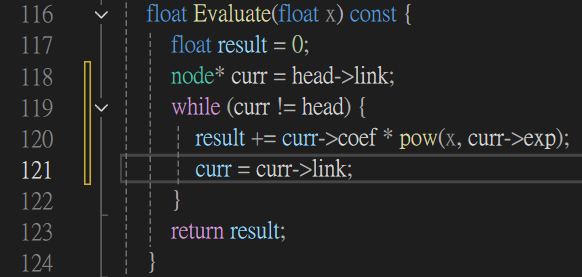 116 float Evaluate(float x) const {
117 float result = 0;
118 node* curr = head->link;
119 while (curr != head) {
120 result += curr->coef * pow(x, curr->exp);
121 curr = curr->link;
122 }
123 return result;
124 }